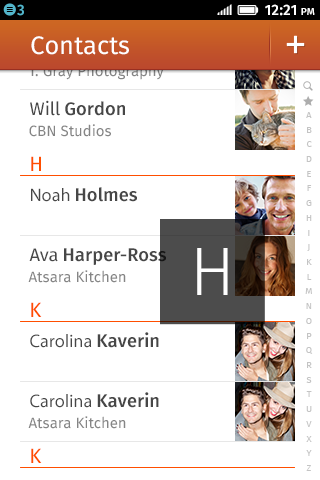 3 12:21 PM
Contacts +
T. Gray Photography
Will Gordon
CBN Studios
H
Noah Holmes
Ava Harper-Ross
Atsara Kitchen
H
K
Carolina Kaverin
Carolina Kaverin
Atsara Kitchen
K
A
B
C
D
E
F
G
H
I
J
K
L
M
N
O
P
Q
R
S
T
U
V
X
Y
Z